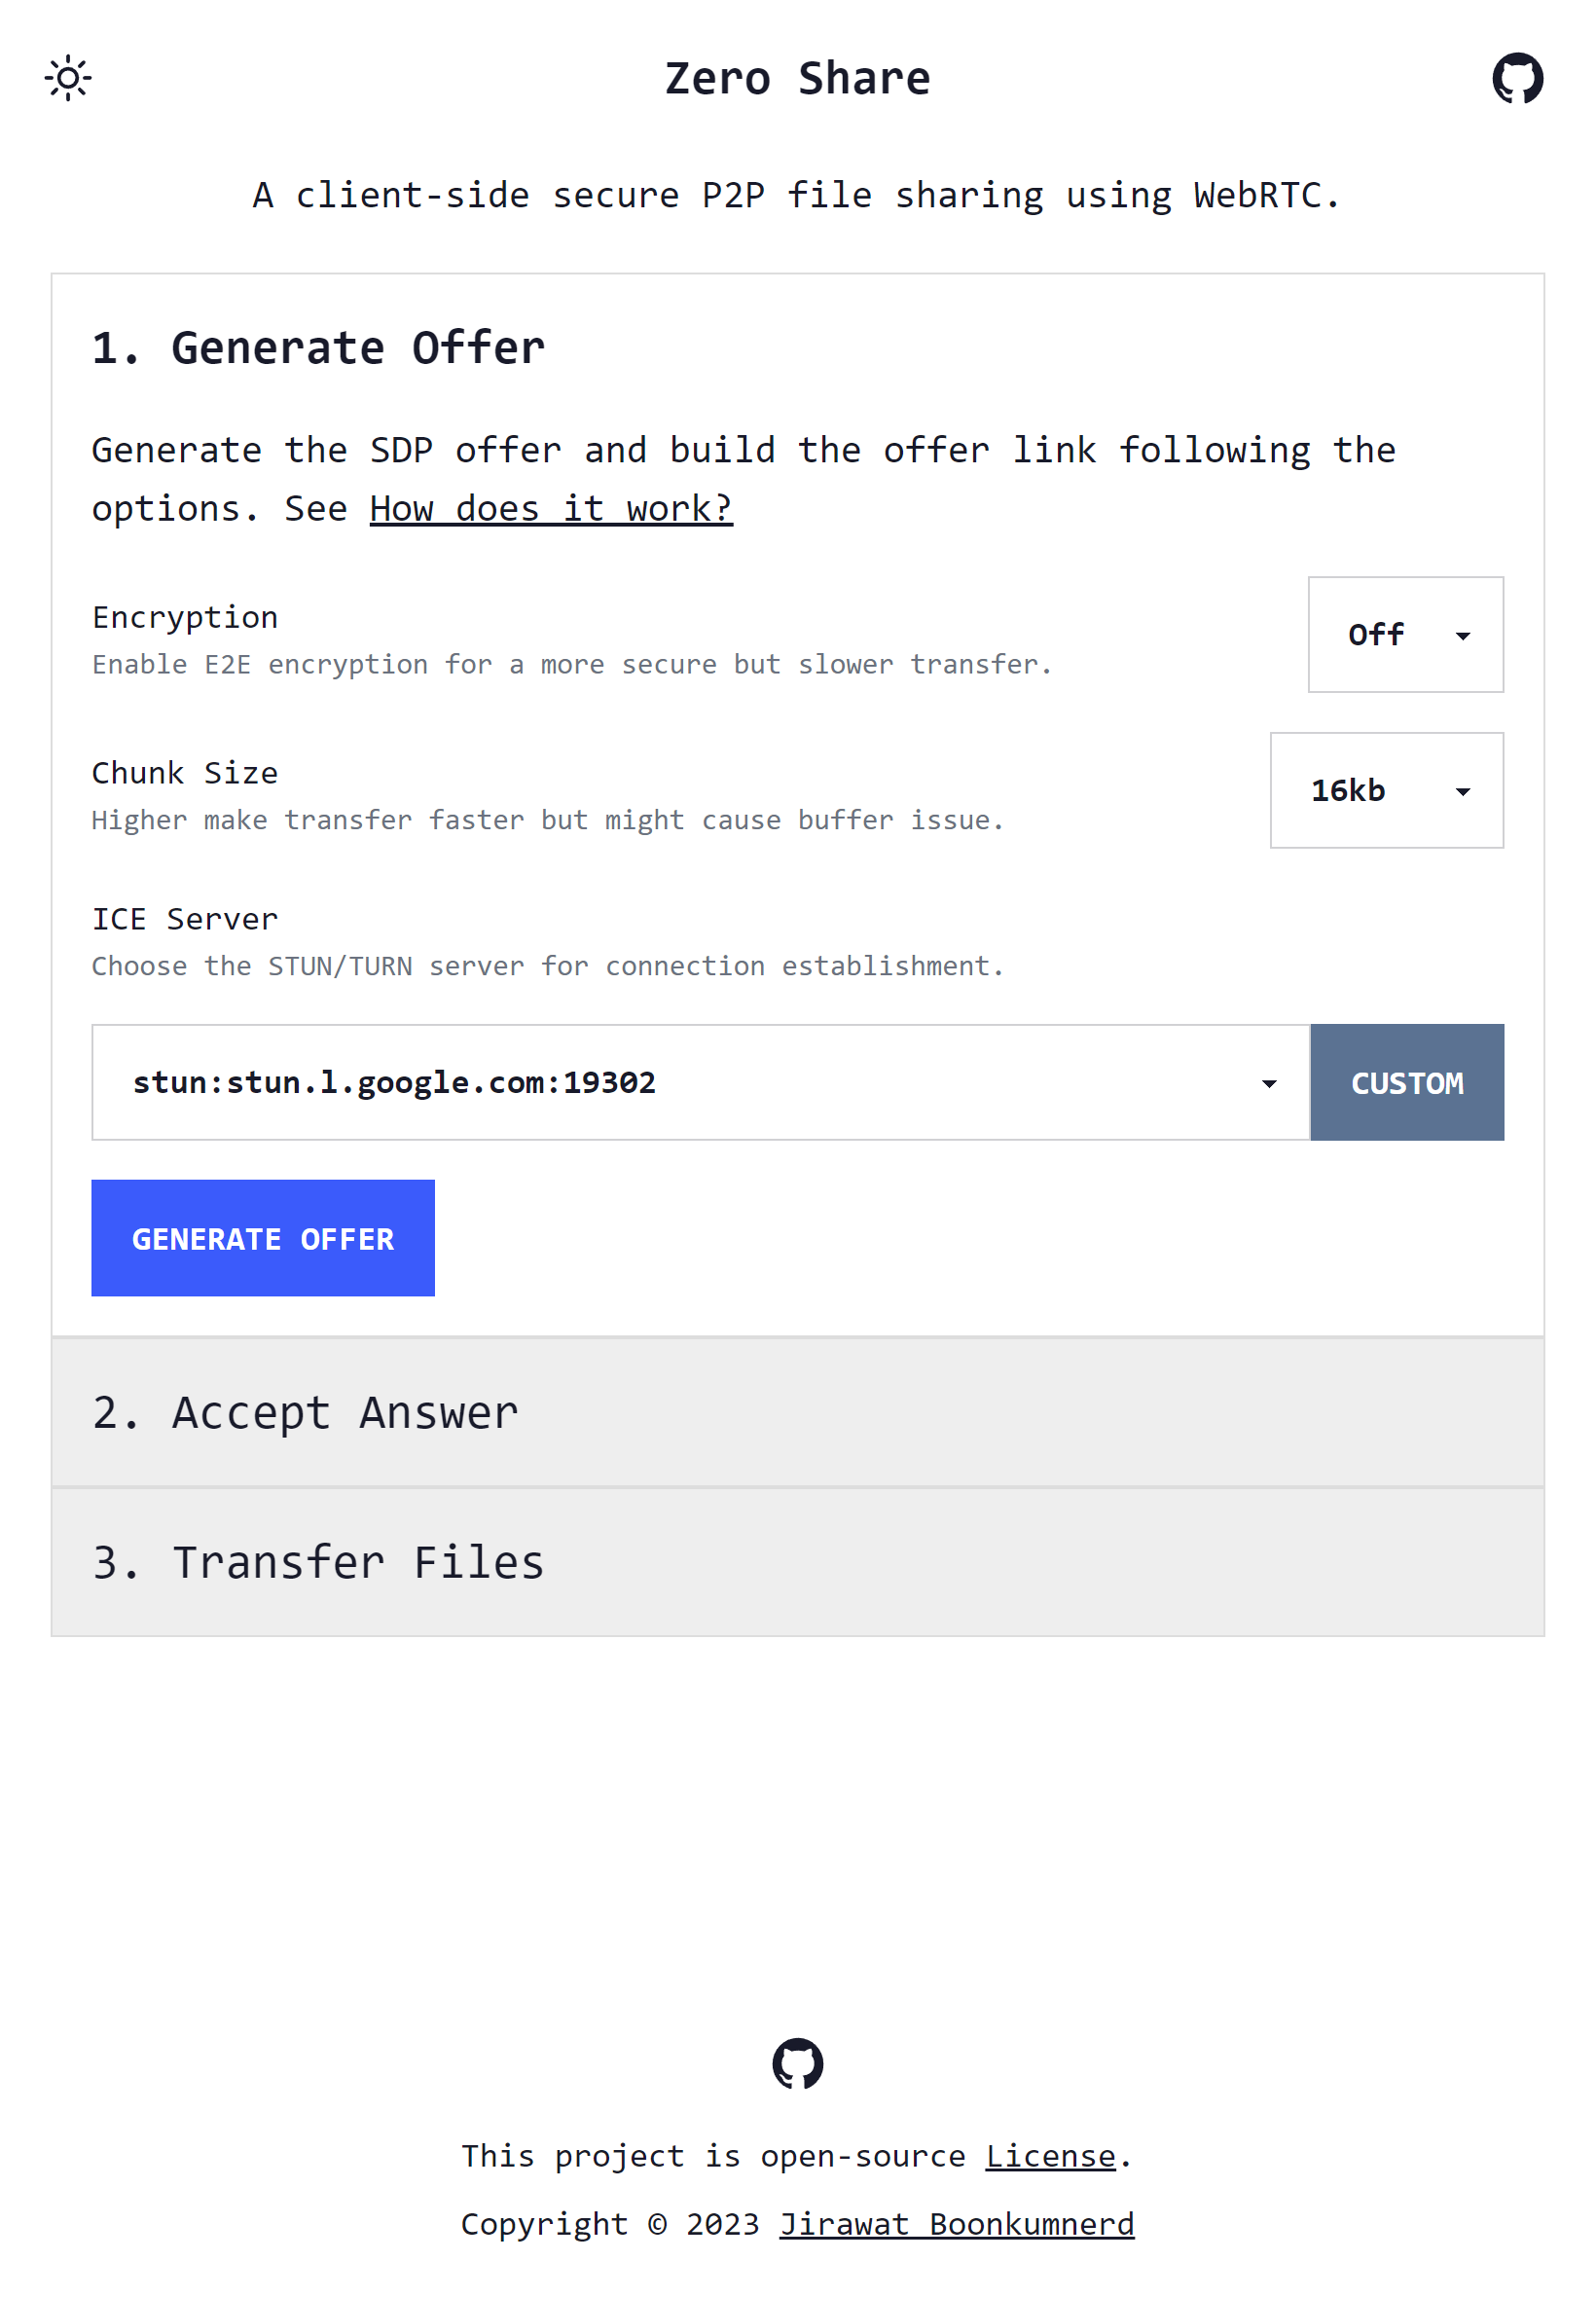 Zero Share
A client-side secure P2P file sharing using WebRTC.
1. Generate Offer
Generate the SDP offer and build the offer link following the
options. See How does it work?
Encryption
Enable E2E encryption for a more secure but slower transfer.
Off
Chunk Size
Higher make transfer faster but might cause buffer issue.
16kb
ICE Server
Choose the STUN/TURN server for connection establishment.
stun:stun.l.google.com:19302
CUSTOM
GENERATE OFFER
2. Accept Answer
3. Transfer Files
This project is open-source License.
Copyright © 2023 Jirawat Boonkumnerd